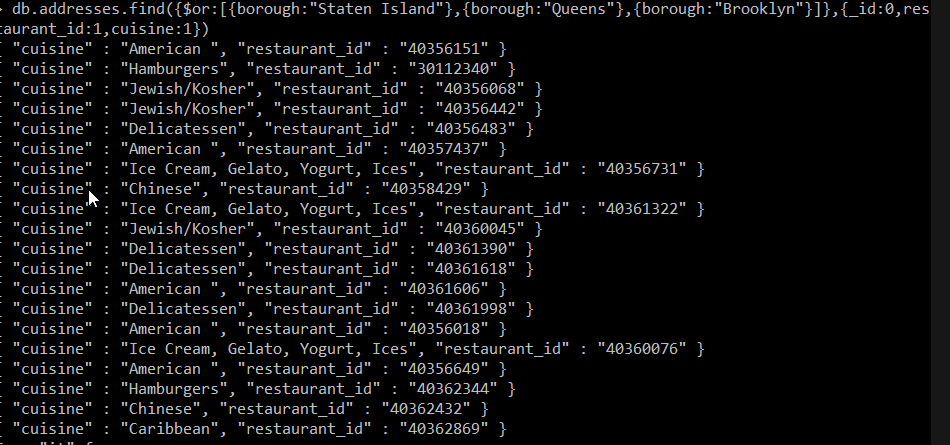 > db.addresses.find({$or:[{borough:"Staten Island"},{borough:"Queens"},{borough:"Brooklyn"}]},{_id:0,res
taurant_id:1,cuisine:1})
{ "cuisine" : "American ", "restaurant_id" : "40356151" }
{ "cuisine" : "Hamburgers", "restaurant_id" : "30112340" }
{ "cuisine" : "Jewish/Kosher", "restaurant_id" : "40356068" }
{ "cuisine" : "Jewish/Kosher", "restaurant_id" : "40356442" }
{ "cuisine" : "Delicatessen", "restaurant_id" : "40356483" }
{ "cuisine" : "American ", "restaurant_id" : "40357437" }
{ "cuisine" : "Ice Cream, Gelato, Yogurt, Ices", "restaurant_id" : "40356731" }
{ "cuisine" : "Chinese", "restaurant_id" : "40358429" }
{ "cuisine" : "Ice Cream, Gelato, Yogurt, Ices", "restaurant_id" : "40361322" }
{ "cuisine" : "Jewish/Kosher", "restaurant_id" : "40360045" }
{ "cuisine" : "Delicatessen", "restaurant_id" : "40361390" }
{ "cuisine" : "Delicatessen", "restaurant_id" : "40361618" }
{ "cuisine" : "American ", "restaurant_id" : "40361606" }
{ "cuisine" : "Delicatessen", "restaurant_id" : "40361998" }
{ "cuisine" : "American ", "restaurant_id" : "40356018" }
{ "cuisine" : "Ice Cream, Gelato, Yogurt, Ices", "restaurant_id" : "40360076" }
{ "cuisine" : "American ", "restaurant_id" : "40356649" }
{ "cuisine" : "Hamburgers", "restaurant_id" : "40362344" }
{ "cuisine" : "Chinese", "restaurant_id" : "40362432" }
{ "cuisine" : "Caribbean", "restaurant_id" : "40362869" }